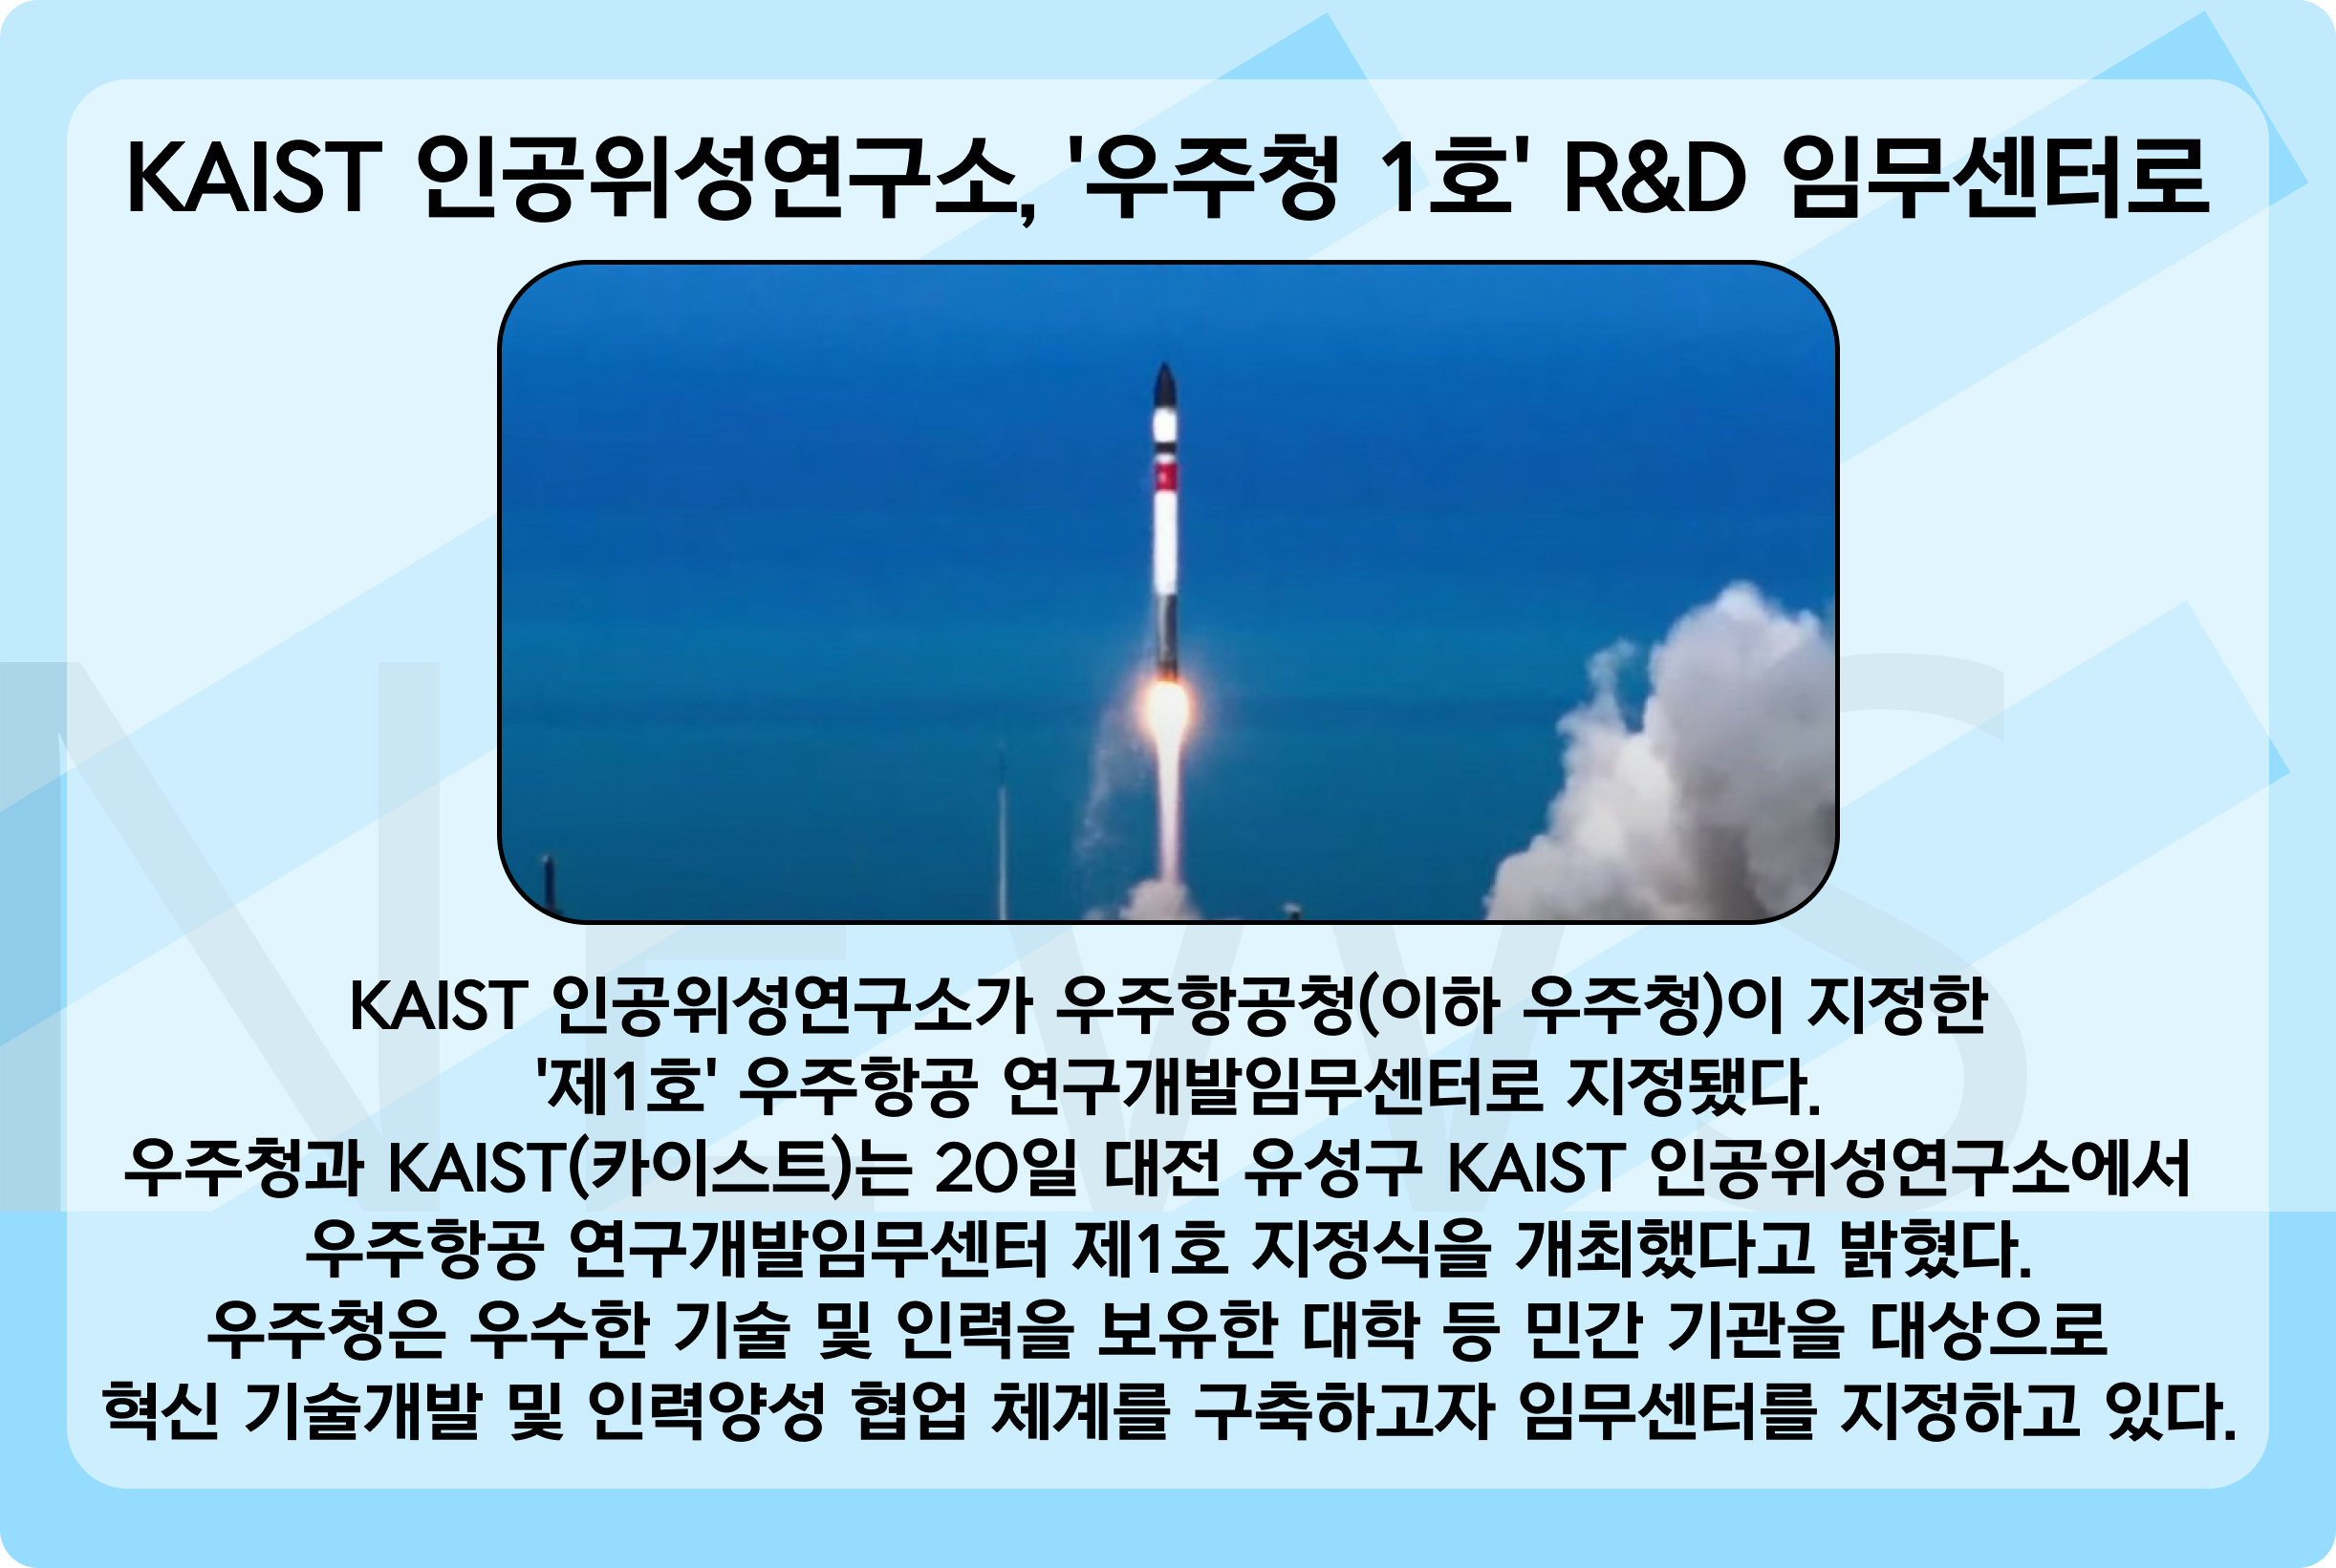 KAIST 인공위성연구소, '우주청 1호' R&D 임무센터로
KAIST 인공위성연구소가 우주항공청(이하 우주청)이 지정한
'제1호' 우주항공 연구개발임무센터로 지정됐다.
우주청과 KAIST(카이스트)는 20일 대전 유성구 KAIST 인공위성연구소에서
우주항공 연구개발임무센터 제1호 지정식을 개최했다고 밝혔다.
우주청은 우수한 기술 및 인력을 보유한 대학 등 민간 기관을 대상으로
혁신 기술개발 및 인력양성 협업 체계를 구축하고자 임무센터를 지정하고 있다.
NEWS